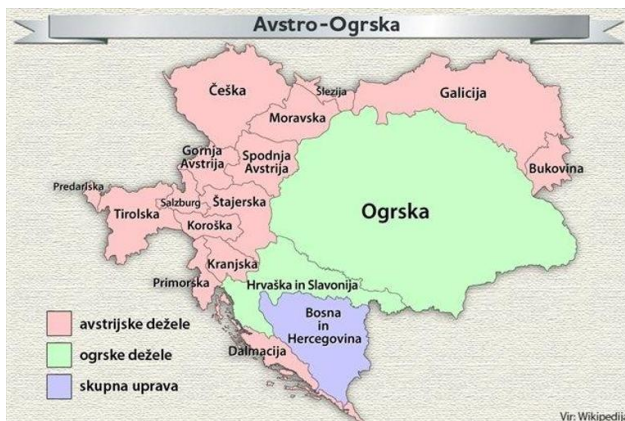 Avstro-Ogrska
Češka
Šlezija
Galicija
Moravska
Gornja
Avstrija
Spodnja
Avstrija
Bukovina
Predarlska
Tirolska
Salzburg
Štajerska
Ogrska
Koroška
Kranjska
Primorska
Hrvaška in Slavonija
Bosna
in
Hercegovina
Dalmacija
avstrijske dežele
ogrske dežele
skupna uprava
Vir: Wikipedija